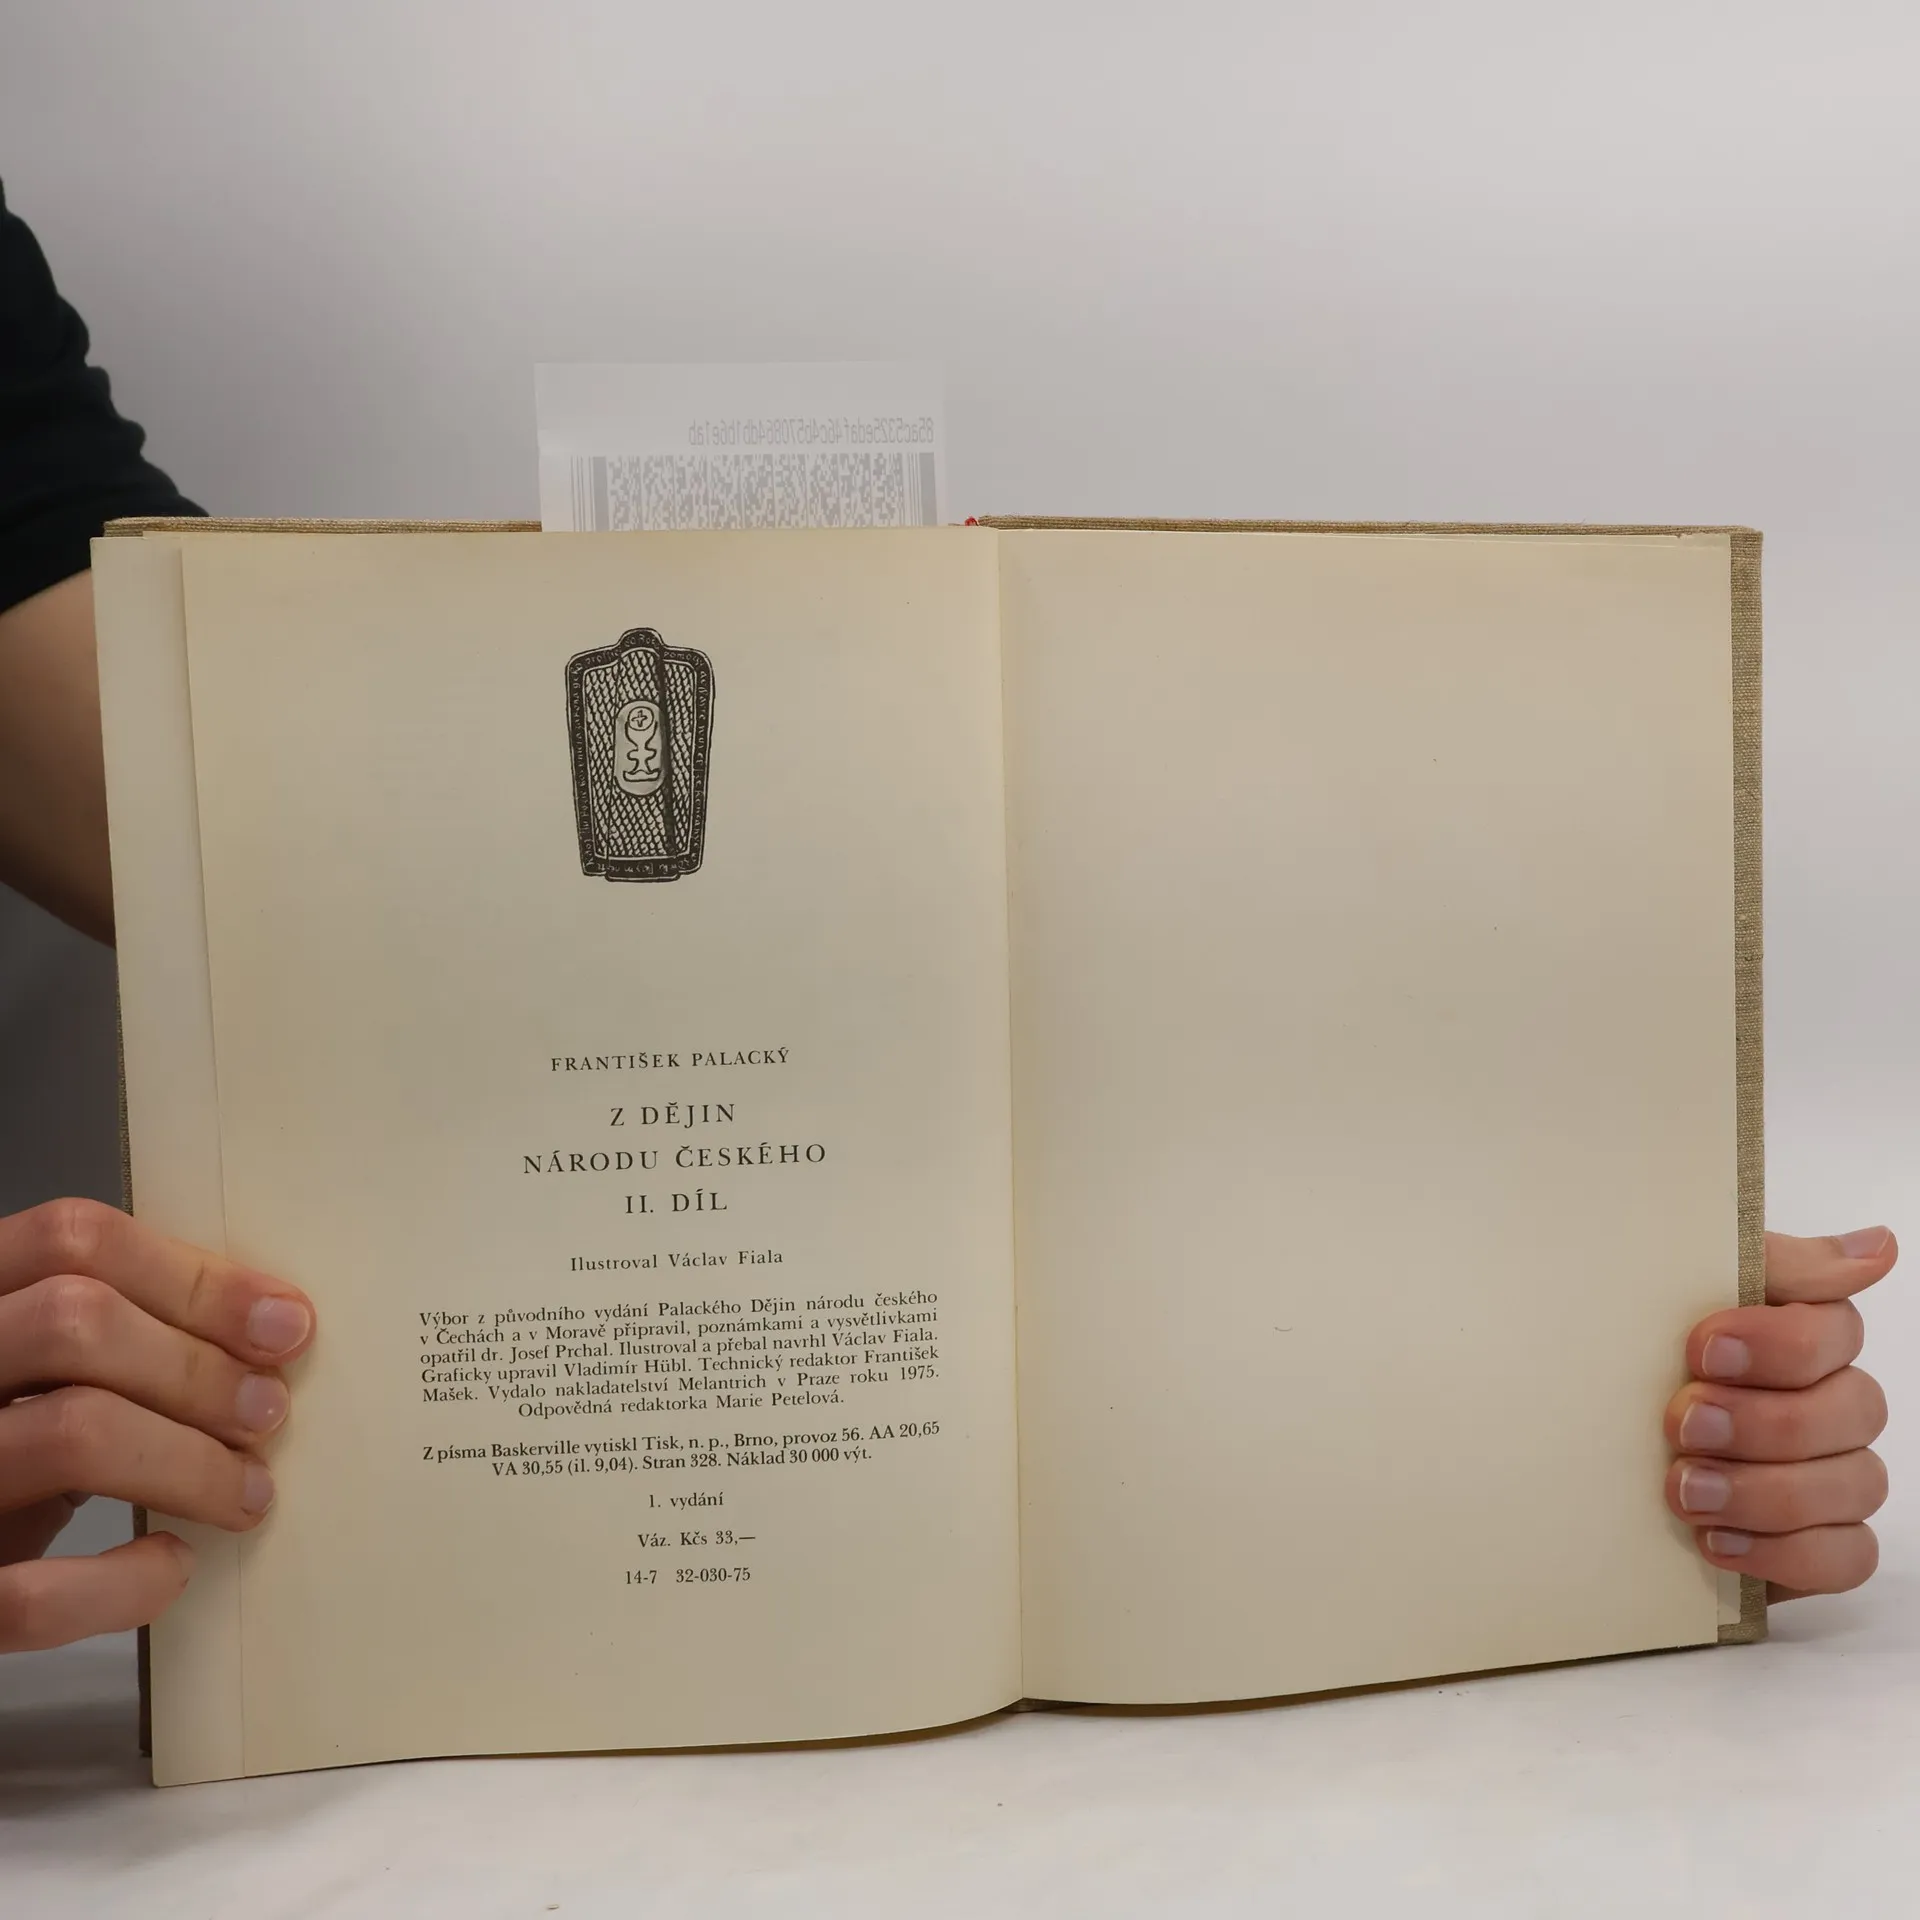 85ac5325edaf46c4b570864db1b6e1ab
FRANTIŠEK PALACKÝ
Z DĚJIN
NÁRODU ČESKÉHO
II. DÍL
Ilustroval Václav Fiala
Výbor z původního vydání Palackého Dějin národu českého
v Čechách a v Moravě připravil, poznámkami a vysvětlivkami
opatřil dr. Josef Prchal. Ilustroval a přebal navrhl Václav Fiala.
Graficky upravil Vladimír Hübl. Technický redaktor František
Mašek. Vydalo nakladatelství Melantrich v Praze roku 1975.
Odpovědná redaktorka Marie Petelová.
Z písma Baskerville vytiskl Tisk, n. p., Brno, provoz 56. AA 20,65
VA 30,55 (il. 9,04). Stran 328. Náklad 30 000 výt.
1. vydání
Váz. Kčs 33,—
14-7 32-030-75